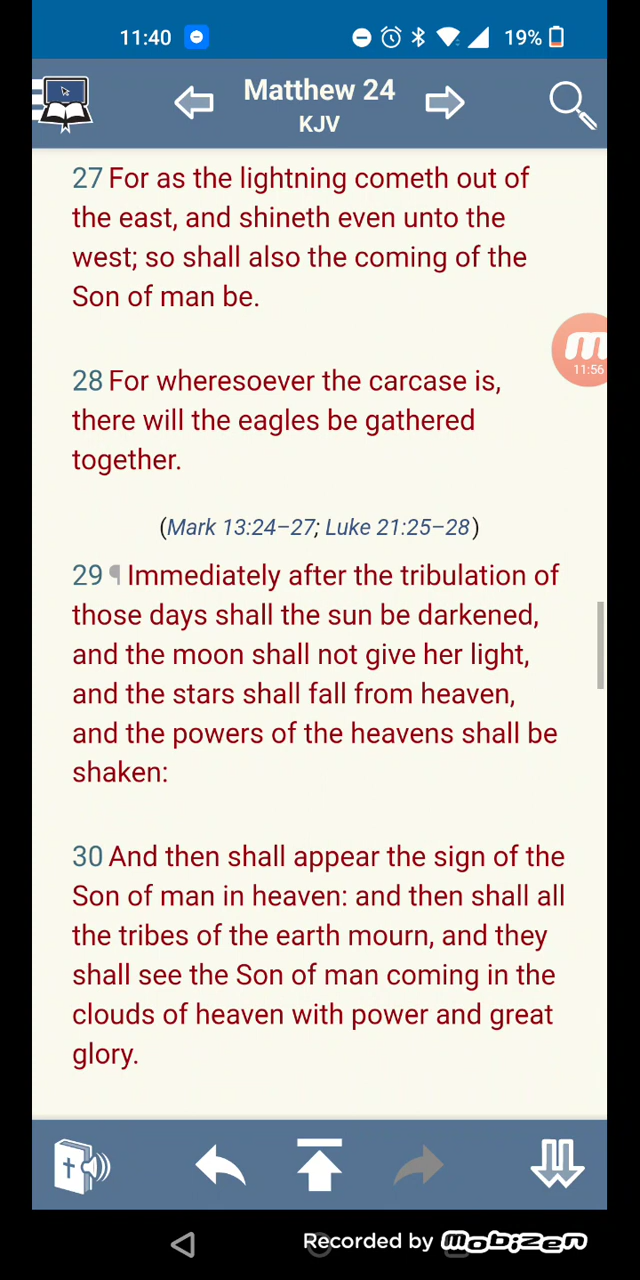 11:40 19%
Matthew 24
KJV
27 For as the lightning cometh out of
the east, and shineth even unto the
west; so shall also the coming of the
Son of man be.
11:56
28 For wheresoever the carcase is,
there will the eagles be gathered
together.
(Mark 13:24–27; Luke 21:25–28)
29 ¶ Immediately after the tribulation of
those days shall the sun be darkened,
and the moon shall not give her light,
and the stars shall fall from heaven,
and the powers of the heavens shall be
shaken:
30 And then shall appear the sign of the
Son of man in heaven: and then shall all
the tribes of the earth mourn, and they
shall see the Son of man coming in the
clouds of heaven with power and great
glory.
Recorded by mobizen